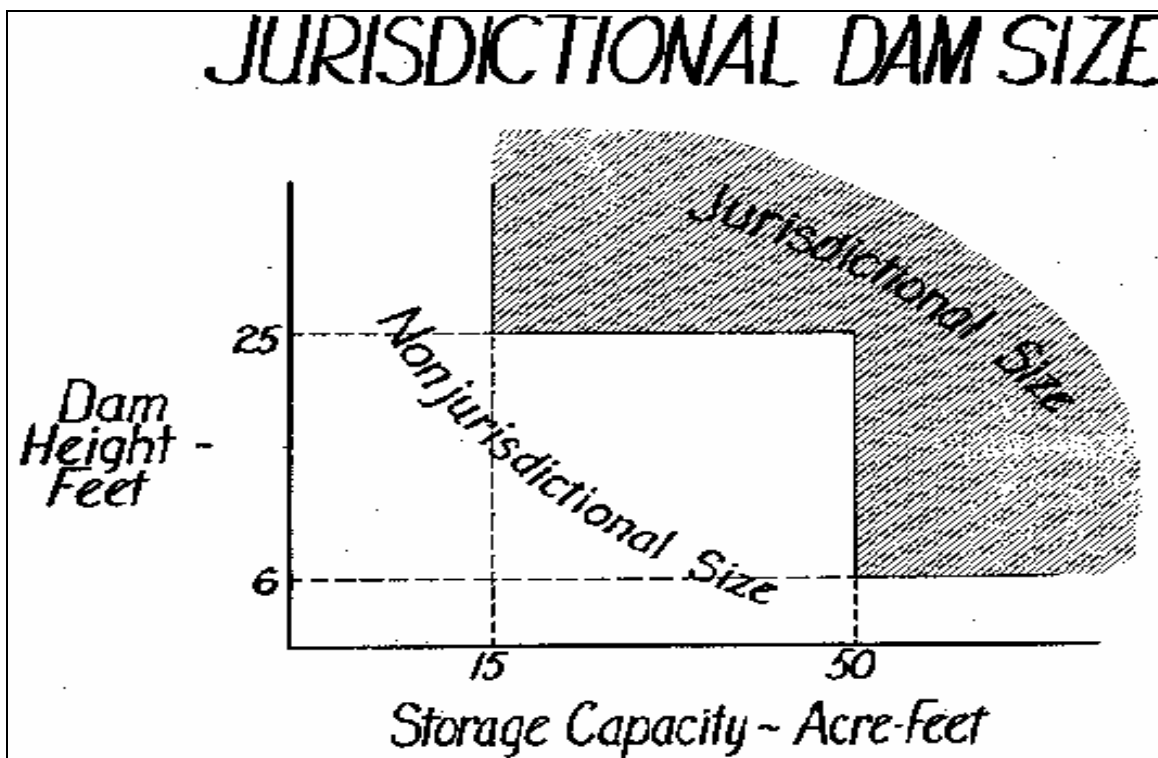 JURISDICTIONAL DAM SIZE
Jurisdictional Size
25
Nonjurisdictional Size
Dam
Height -
Feet
6
15
50
Storage Capacity ~ Acre-Feet